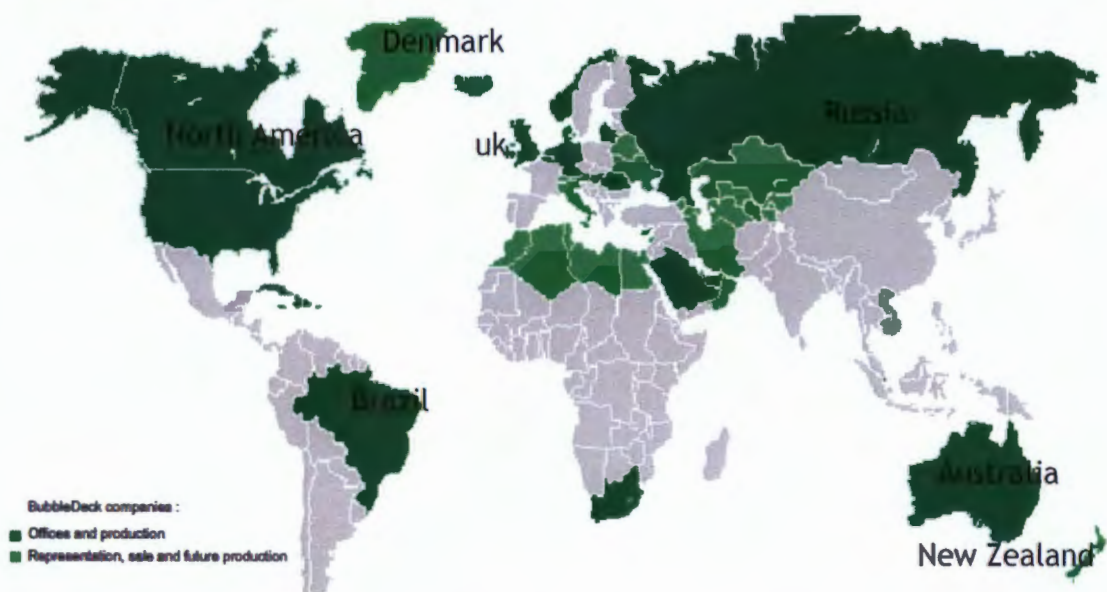 Denmark
North America
uk
Russia
Brazil
Australia
New Zealand
BubbleDeck companies :
Offices and production
Representation, sale and future production